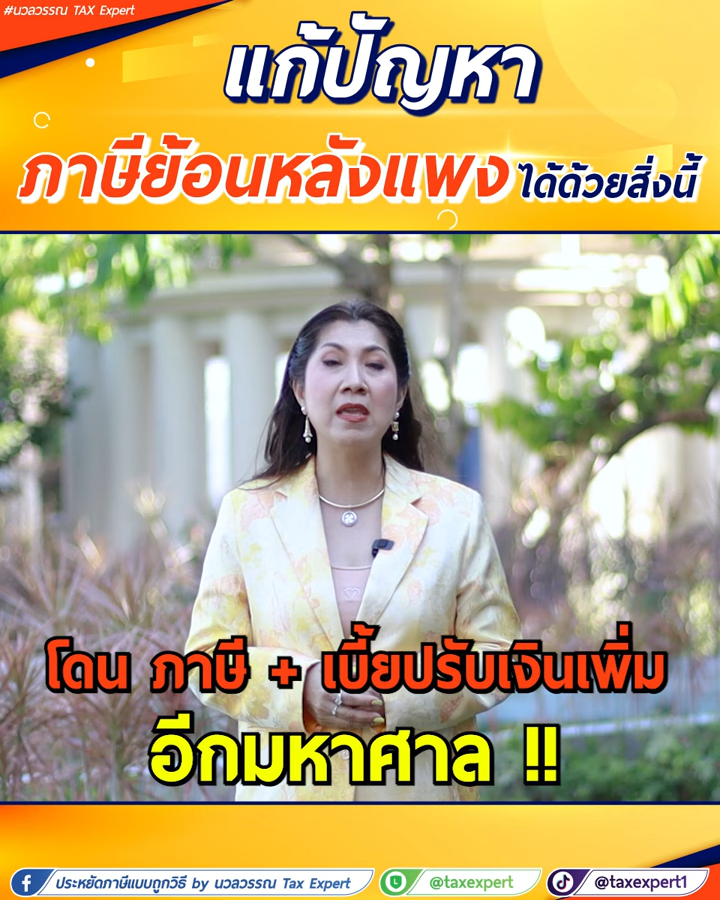 #นวลวรรณ TAX Expert
แก้ปัญหา
ภาษีย้อนหลังแพง ได้ด้วยสิ่งนี้
โดน ภาษี + เบี้ยปรับเงินเพิ่ม
อีกมหาศาล !!
ประหยัดภาษีแบบถูกวิธี by นวลวรรณ Tax Expert
@taxexpert
@taxexpert1